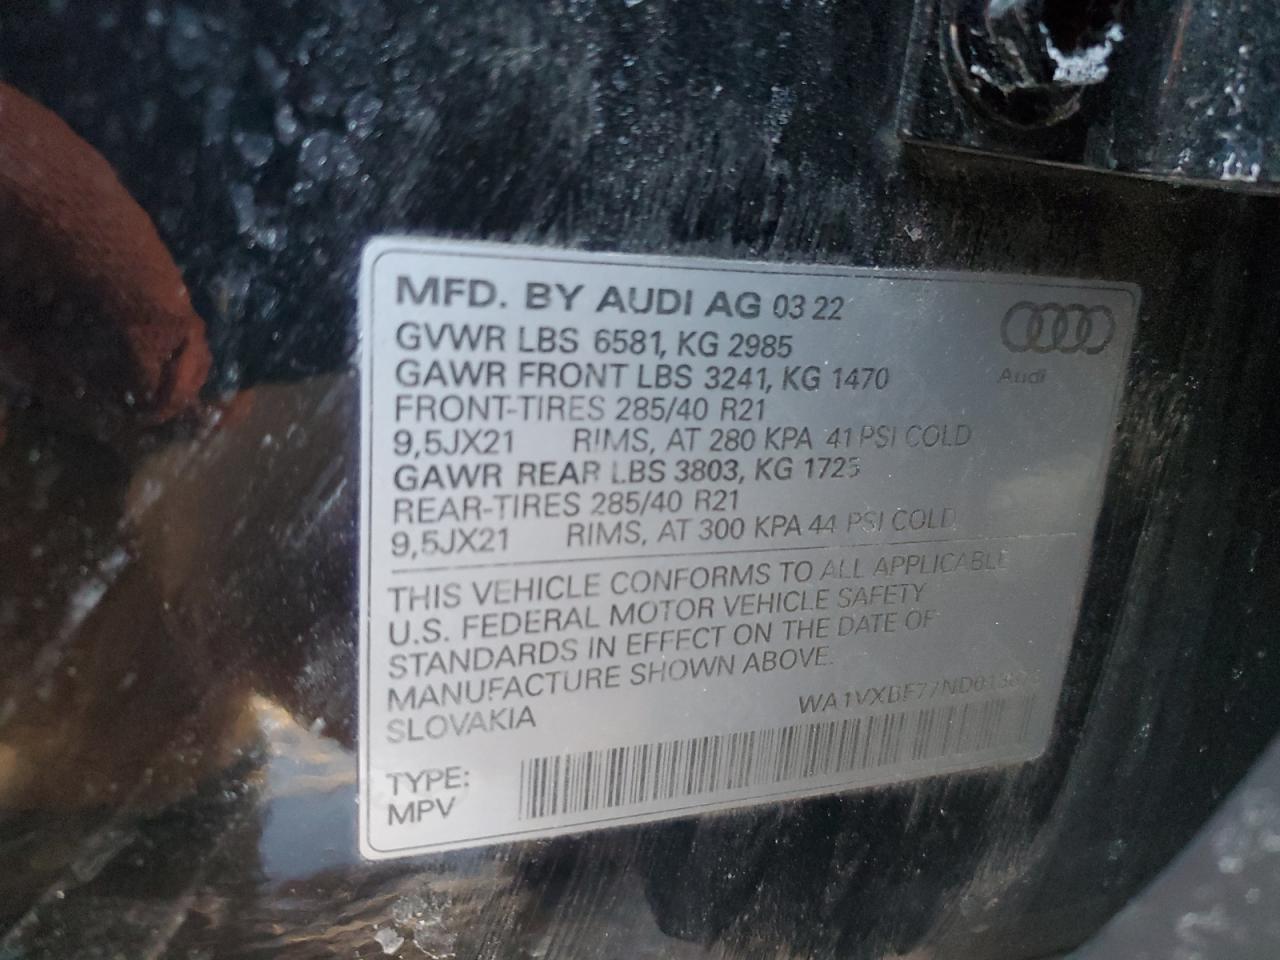 MFD. BY AUDI AG 03 22
GVWR LBS 6581, KG 2985
GAWR FRONT LBS 3241, KG 1470
FRONT-TIRES 285/40 R21
9,5JX21 RIMS, AT 280 KPA 41 PSI COLD
GAWR REAR LBS 3803, KG 1725
REAR-TIRES 285/40 R21
9,5JX21 RIMS, AT 300 KPA 44 PSI COLD
Audi
THIS VEHICLE CONFORMS TO ALL APPLICABLE
U.S. FEDERAL MOTOR VEHICLE SAFETY
STANDARDS IN EFFECT ON THE DATE OF
MANUFACTURE SHOWN ABOVE.
SLOVAKIA
TYPE:
MPV